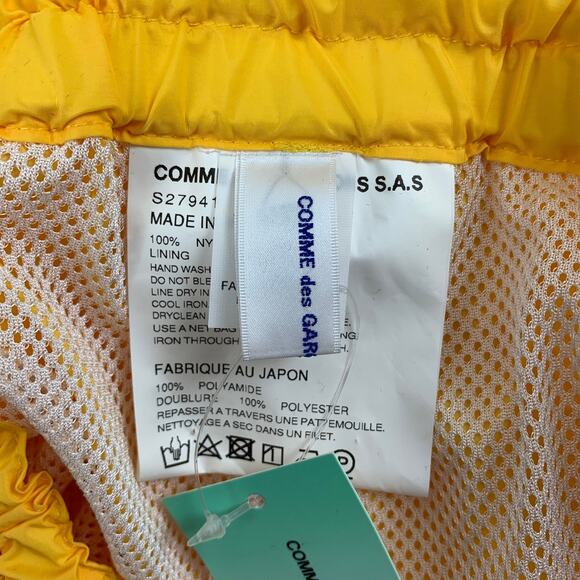 COMM S S.A.S
S27941
MADE IN
100% NY
LINING
HAND WASH
DO NOT BLE
LINE DRY IN
COOL IRON
DRYCLEAN
USE A NET BAG
IRON THROUGH
FA
COMME des GAR
FABRIQUE AU JAPON
100% POLYAMIDE
DOUBLURE 100% POLYESTER
REPASSER A TRAVERS UNE PATTEMOUILLE.
NETTOYAGE A SEC DANS UN FILET.
COMM